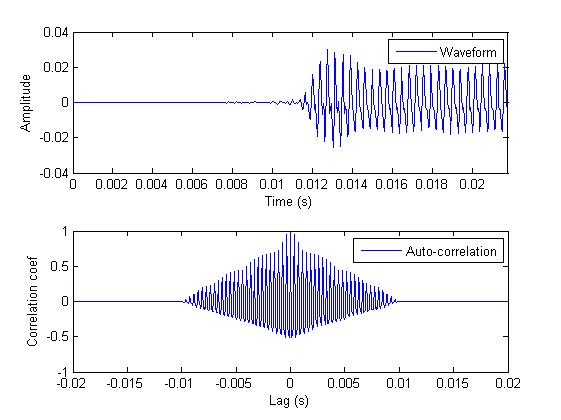 0.04
Waveform
0.02
0
-0.02
-0.04
Amplitude
0 0.002 0.004 0.006 0.008 0.01 0.012 0.014 0.016 0.018 0.02
Time (s)
1
Auto-correlation
0.5
0
-0.5
-1
Correlation coef
-0.02 -0.015 -0.01 -0.005 0 0.005 0.01 0.015 0.02
Lag (s)